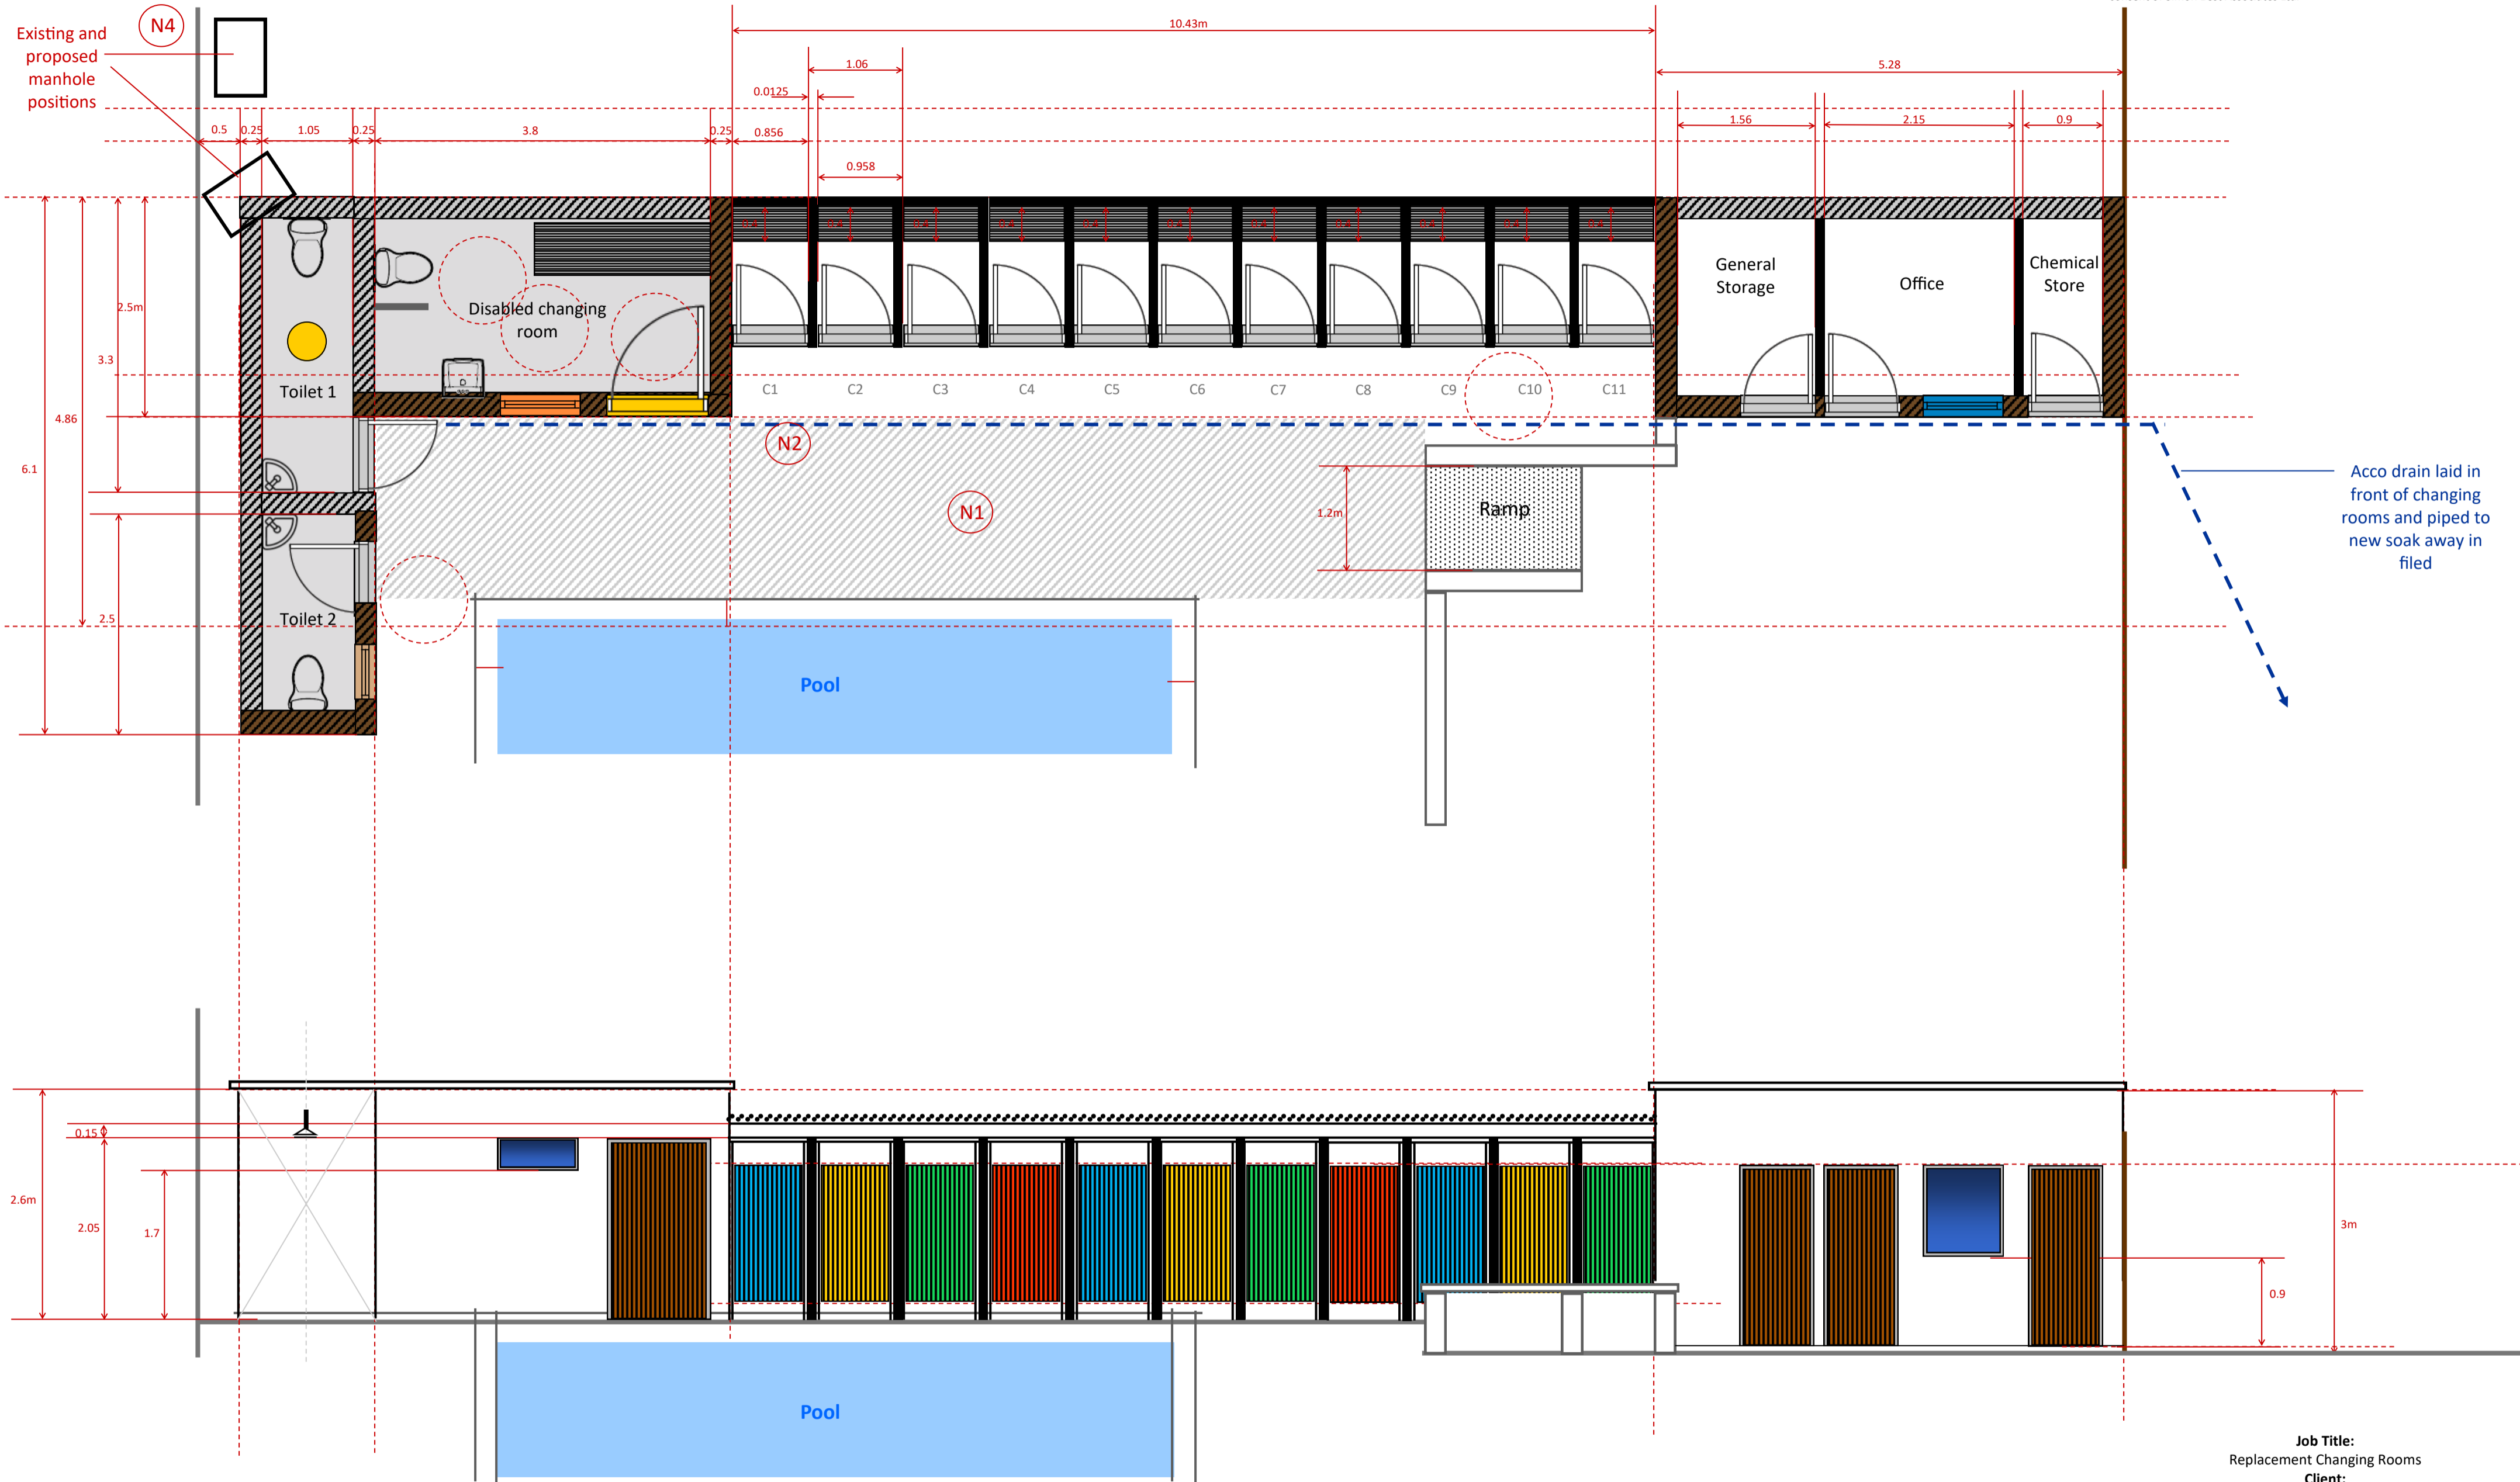 N4
Existing and
proposed
manhole
positions
10.43m
1.06
5.28
0.0125
0.5
0.25
1.05
0.25
3.8
0.25
0.856
1.56
2.15
0.9
0.958
General
Storage
Office
Chemical
Store
Disabled changing
room
2.5m
3.3
4.86
6.1
Toilet 1
C1
C2
C3
C4
C5
C6
C7
C8
C9
C10
C11
N2
N1
1.2m
Ramp
Acco drain laid in
front of changing
rooms and piped to
new soak away in
filed
2.5
Toilet 2
Pool
0.15
2.6m
2.05
1.7
3m
0.9
Pool
Job Title:
Replacement Changing Rooms
Client: